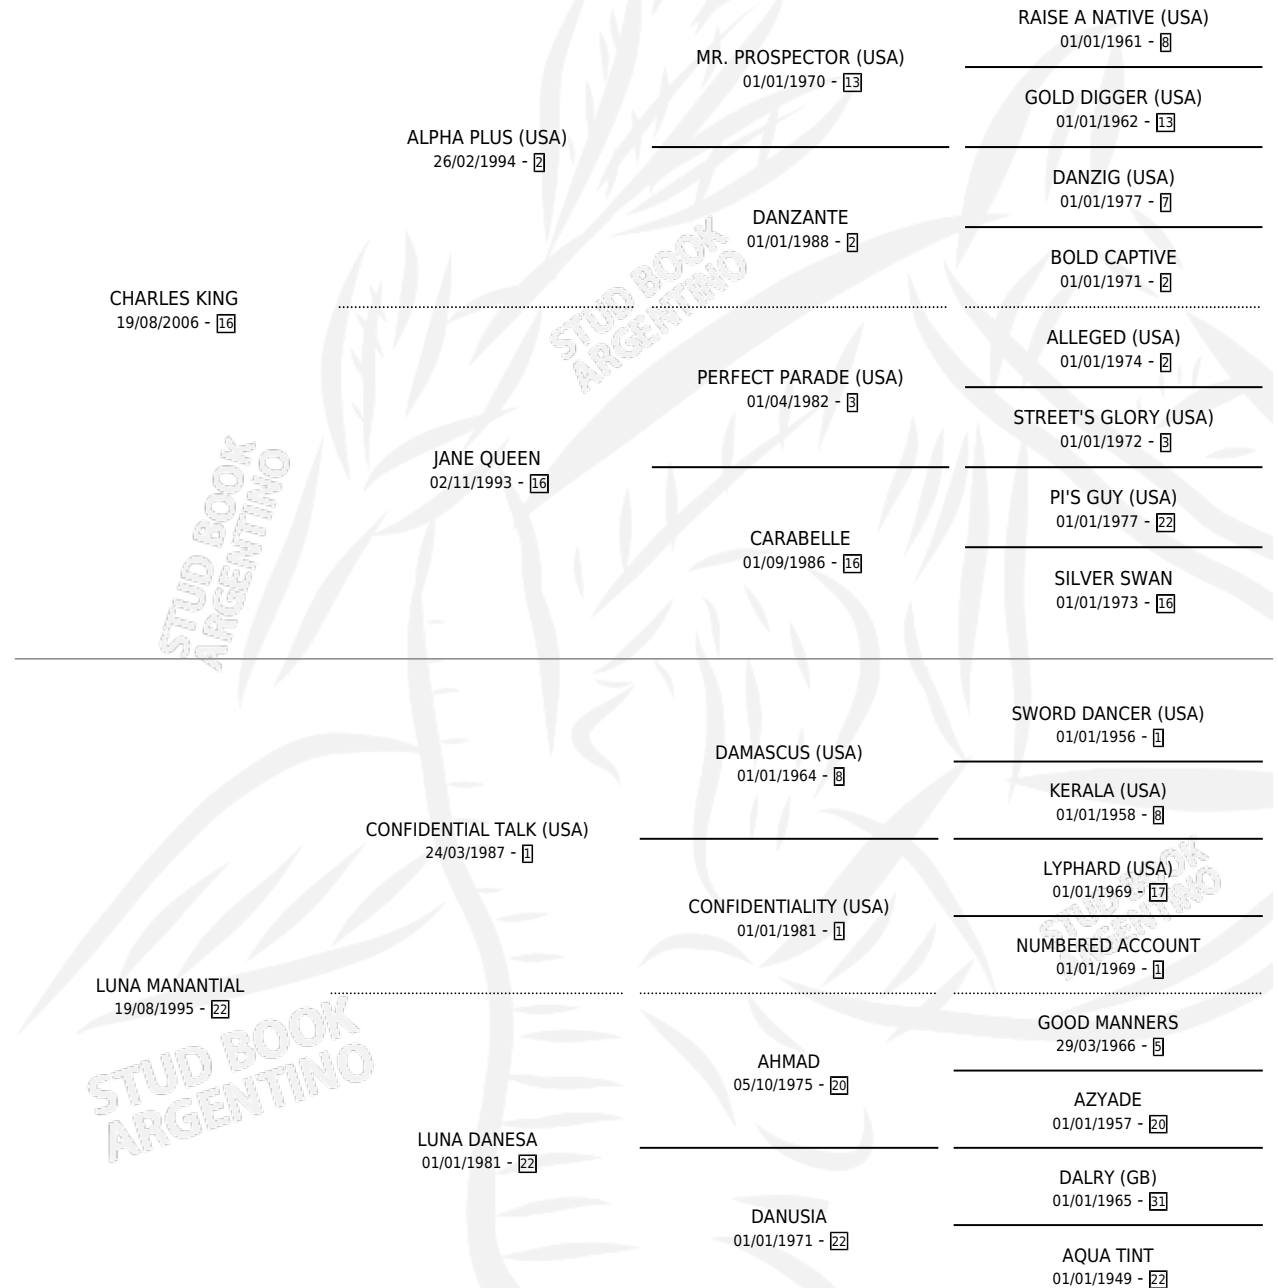 RAISE A NATIVE (USA)
01/01/1961 - 8
MR. PROSPECTOR (USA)
01/01/1970 - 13
GOLD DIGGER (USA)
01/01/1962 - 13
ALPHA PLUS (USA)
26/02/1994 - 2
DANZIG (USA)
01/01/1977 - 7
DANZANTE
01/01/1988 - 2
BOLD CAPTIVE
01/01/1971 - 2
STUD BOOK
ARGENTINO
CHARLES KING
19/08/2006 - 16
ALLEGED (USA)
01/01/1974 - 2
PERFECT PARADE (USA)
01/04/1982 - 3
STREET'S GLORY (USA)
01/01/1972 - 3
JANE QUEEN
02/11/1993 - 16
PI'S GUY (USA)
01/01/1977 - 22
CARABELLE
01/09/1986 - 16
SILVER SWAN
01/01/1973 - 16
STUD BOOK
ARGENTINO
SWORD DANCER (USA)
01/01/1956 - 1
DAMASCUS (USA)
01/01/1964 - 8
KERALA (USA)
01/01/1958 - 8
CONFIDENTIAL TALK (USA)
24/03/1987 - 1
LYPHARD (USA)
01/01/1969 - 17
CONFIDENTIALITY (USA)
01/01/1981 - 1
NUMBERED ACCOUNT
01/01/1969 - 1
STUD BOOK
ARGENTINO
LUNA MANANTIAL
19/08/1995 - 22
GOOD MANNERS
29/03/1966 - 5
AHMAD
05/10/1975 - 20
AZYADE
01/01/1957 - 20
STUD BOOK
ARGENTINO
LUNA DANESA
01/01/1981 - 22
DALRY (GB)
01/01/1965 - 31
DANUSIA
01/01/1971 - 22
AQUA TINT
01/01/1949 - 22